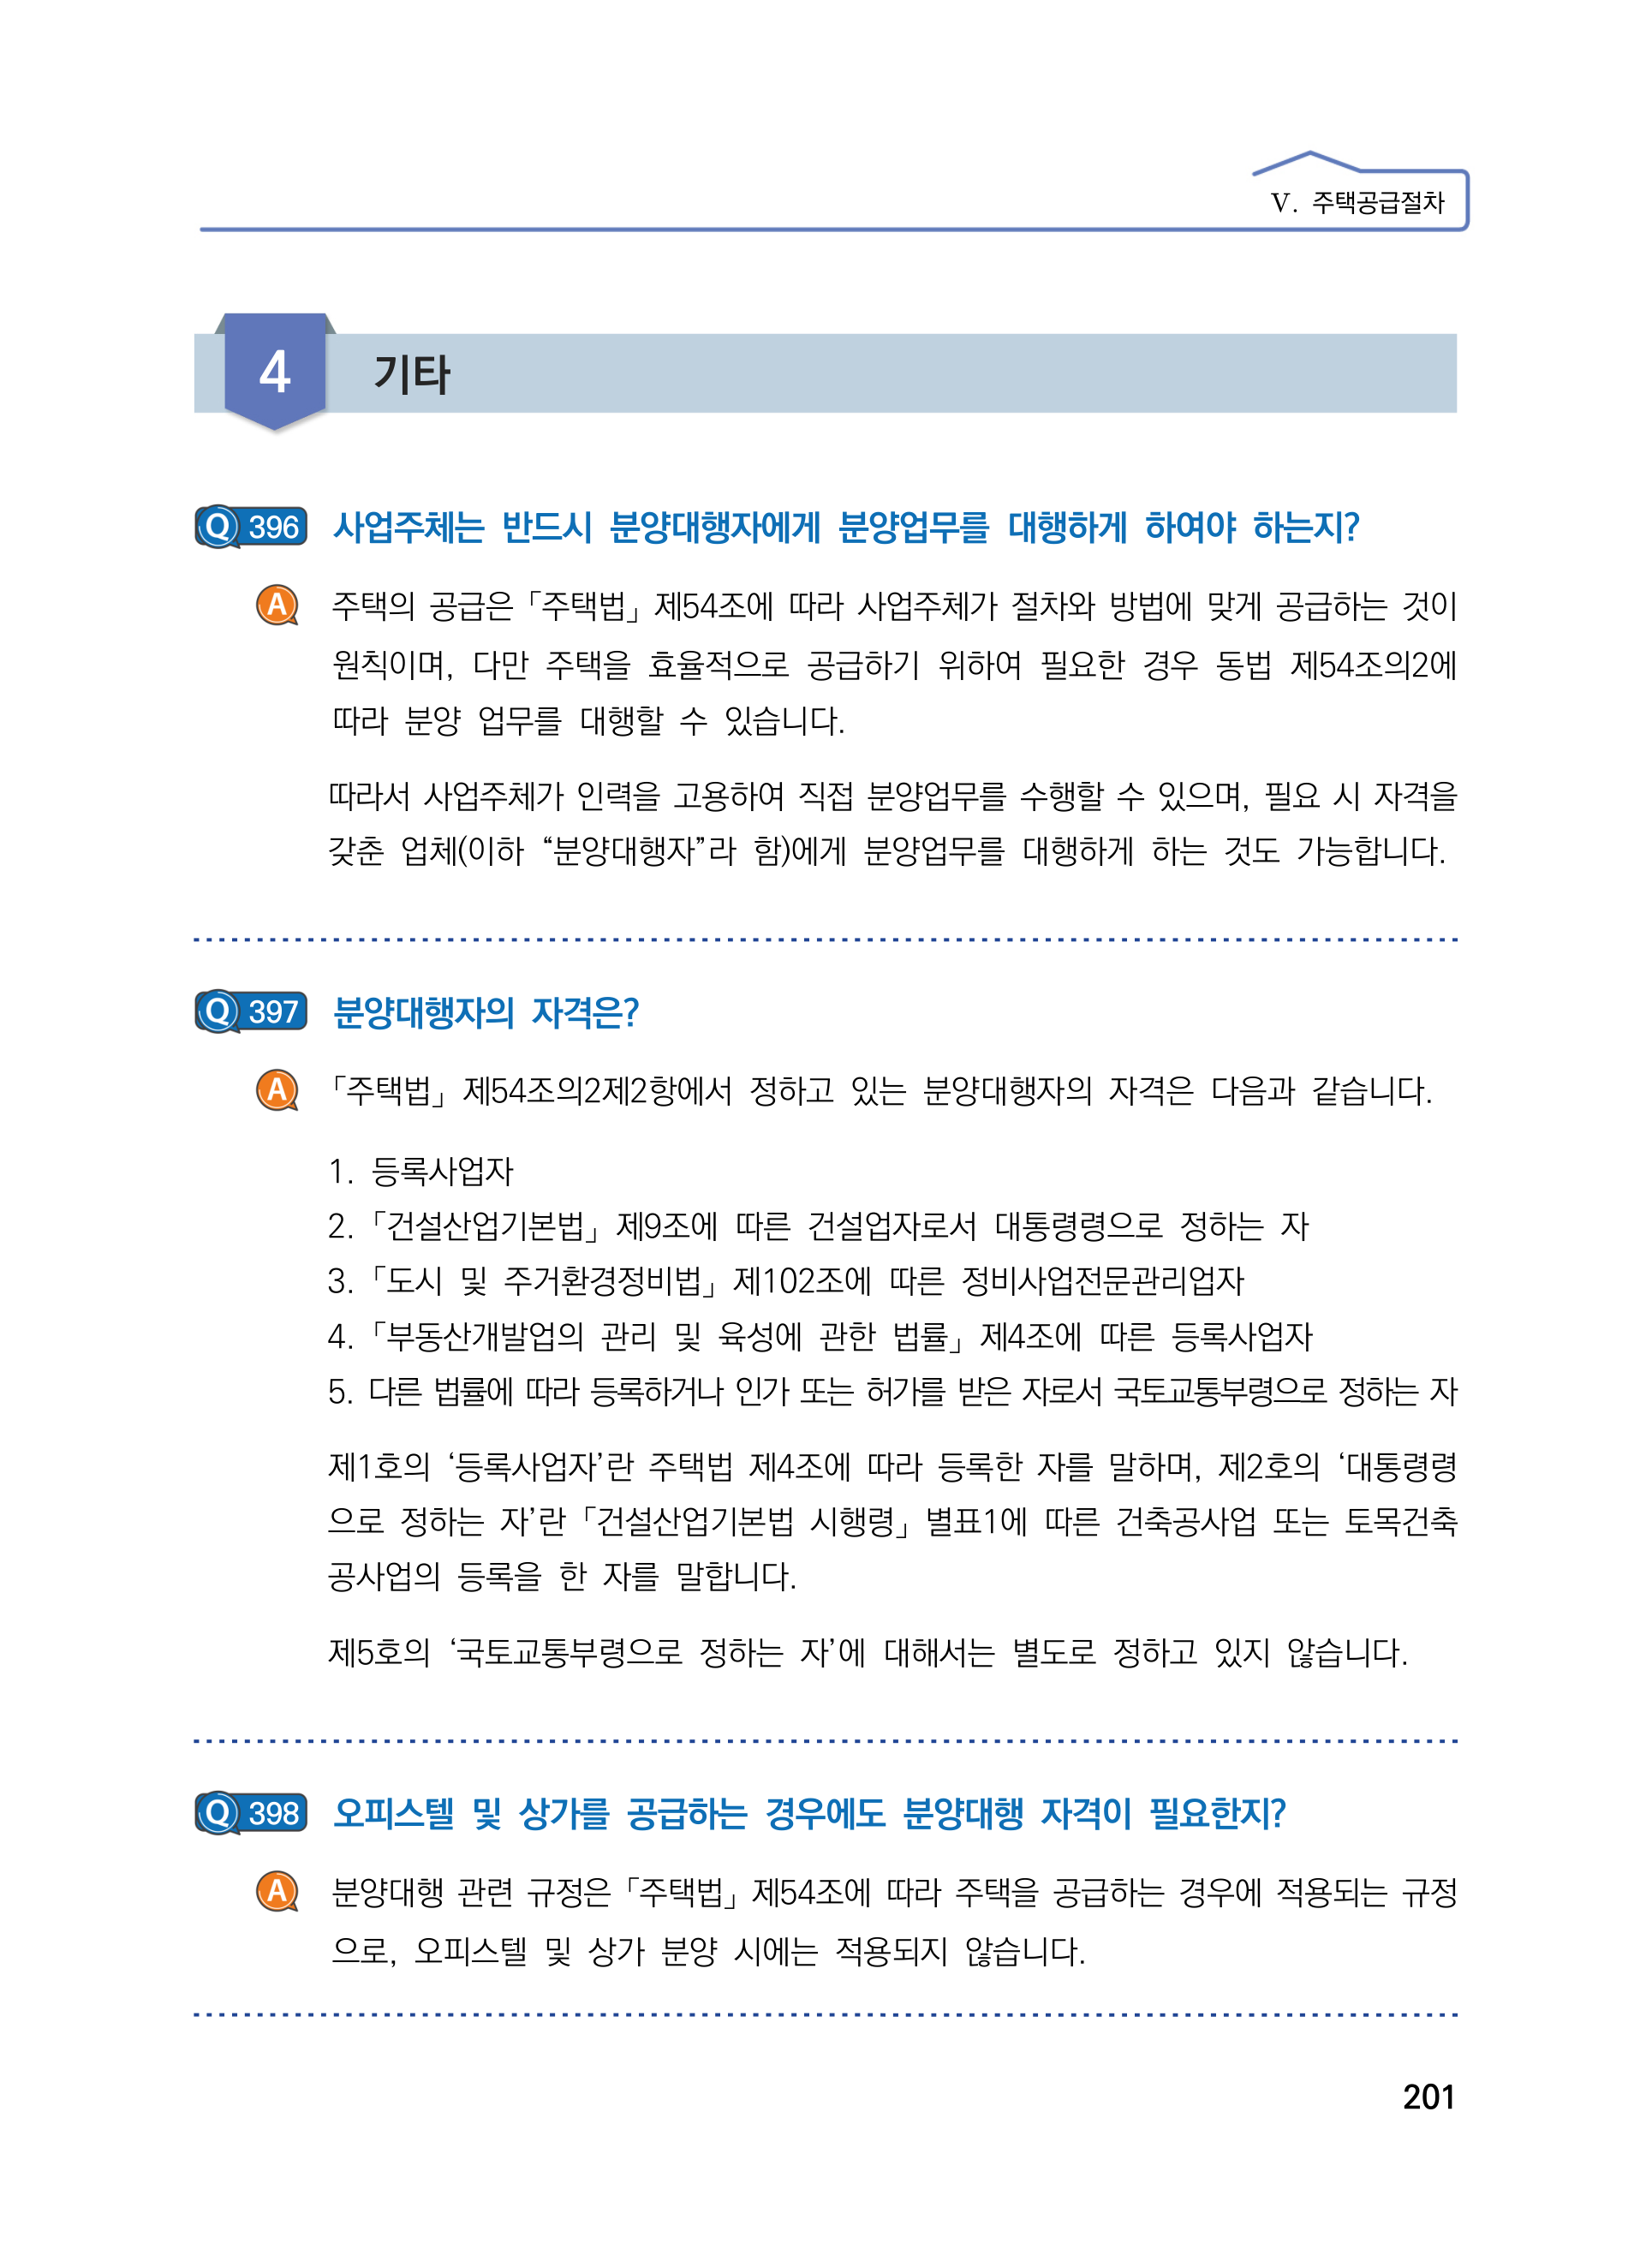 Ⅴ. 주택공급절차
4 기타
Q 396 사업주체는 반드시 분양대행자에게 분양업무를 대행하게 하여야 하는지?
A 주택의 공급은「주택법」제54조에 따라 사업주체가 절차와 방법에 맞게 공급하는 것이
원칙이며, 다만 주택을 효율적으로 공급하기 위하여 필요한 경우 동법 제54조의2에
따라 분양 업무를 대행할 수 있습니다.
따라서 사업주체가 인력을 고용하여 직접 분양업무를 수행할 수 있으며, 필요 시 자격을
갖춘 업체(이하 “분양대행자”라 함)에게 분양업무를 대행하게 하는 것도 가능합니다.
Q 397 분양대행자의 자격은?
A 「주택법」제54조의2제2항에서 정하고 있는 분양대행자의 자격은 다음과 같습니다.
1. 등록사업자
2.「건설산업기본법」제9조에 따른 건설업자로서 대통령령으로 정하는 자
3.「도시 및 주거환경정비법」제102조에 따른 정비사업전문관리업자
4.「부동산개발업의 관리 및 육성에 관한 법률」제4조에 따른 등록사업자
5. 다른 법률에 따라 등록하거나 인가 또는 허가를 받은 자로서 국토교통부령으로 정하는 자
제1호의 ‘등록사업자’란 주택법 제4조에 따라 등록한 자를 말하며, 제2호의 ‘대통령령
으로 정하는 자’란「건설산업기본법 시행령」별표1에 따른 건축공사업 또는 토목건축
공사업의 등록을 한 자를 말합니다.
제5호의 ‘국토교통부령으로 정하는 자’에 대해서는 별도로 정하고 있지 않습니다.
Q 398 오피스텔 및 상가를 공급하는 경우에도 분양대행 자격이 필요한지?
A 분양대행 관련 규정은「주택법」제54조에 따라 주택을 공급하는 경우에 적용되는 규정
으로, 오피스텔 및 상가 분양 시에는 적용되지 않습니다.
201